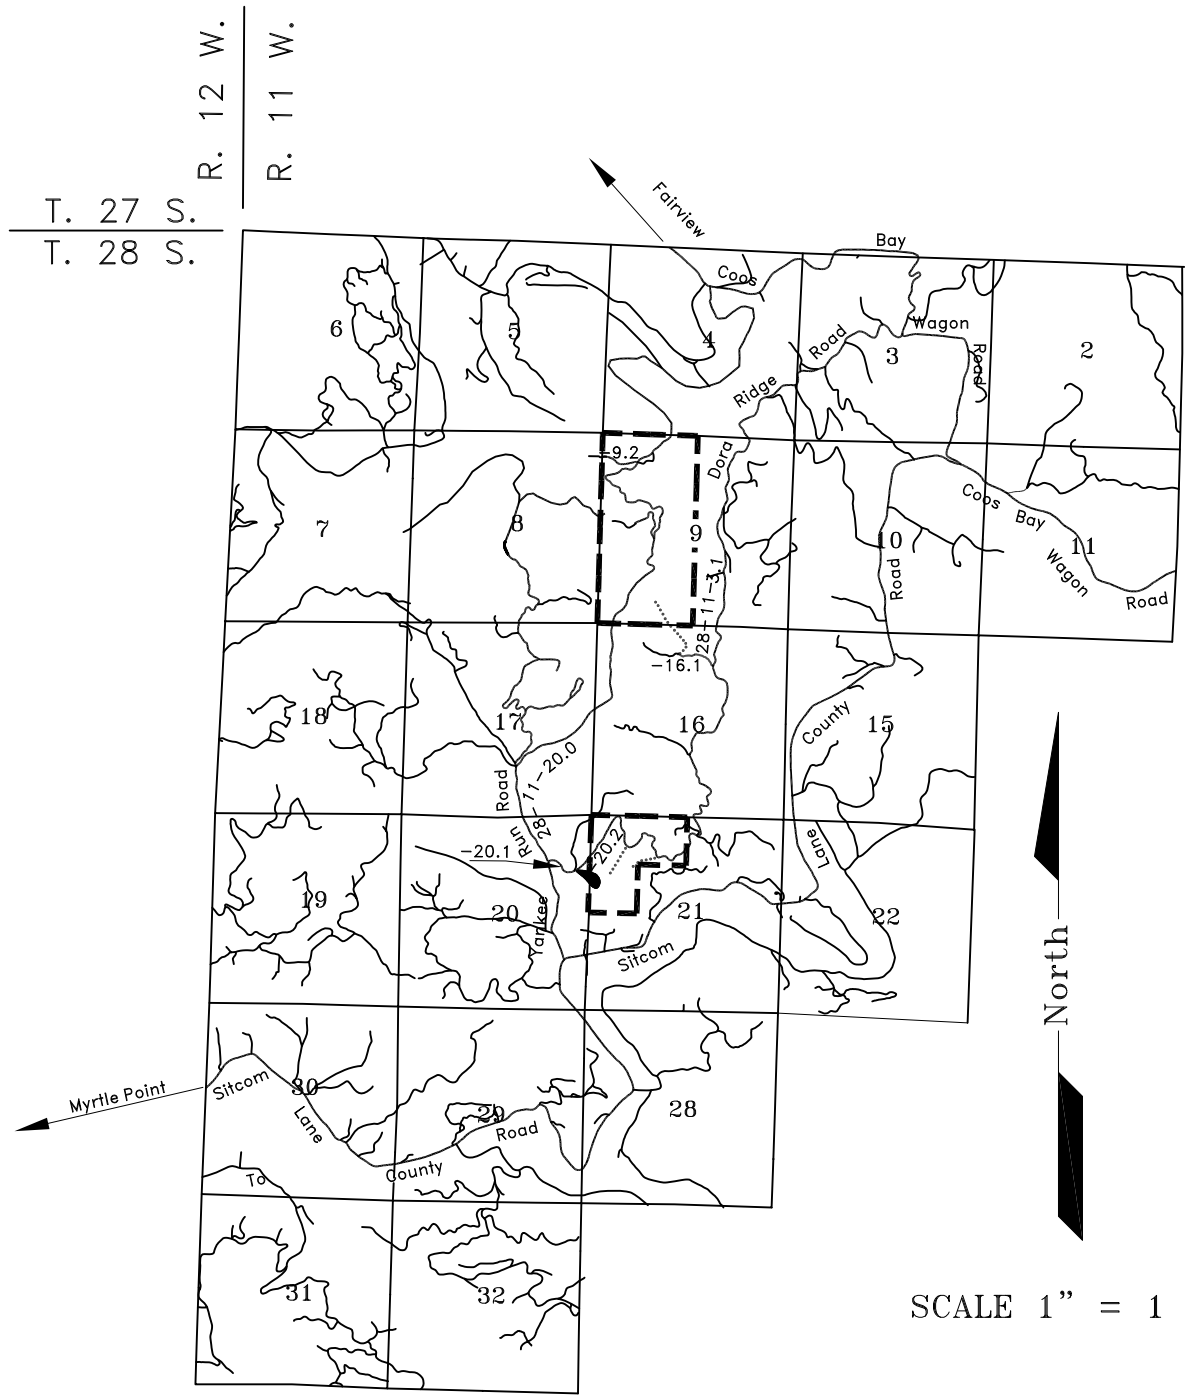 R. 12 W.
R. 11 W.
T. 27 S.
T. 28 S.
Fairview
Bay
Coos
Wagon
Road
Road
Ridge
Dora
6
5
4
3
2
-9.2
7
8
9
10
11
Coos Bay
Wagon
Road
Road
28-11-3.1
-16.1
18
17
16
15
County
Lane
28-11-20.0
Road
Run
Yankee
-20.1
-20.2
19
20
21
22
Sitcom
North
30
29
28
Myrtle Point
Sitcom
Lane
County
Road
To
31
32
SCALE 1” = 1